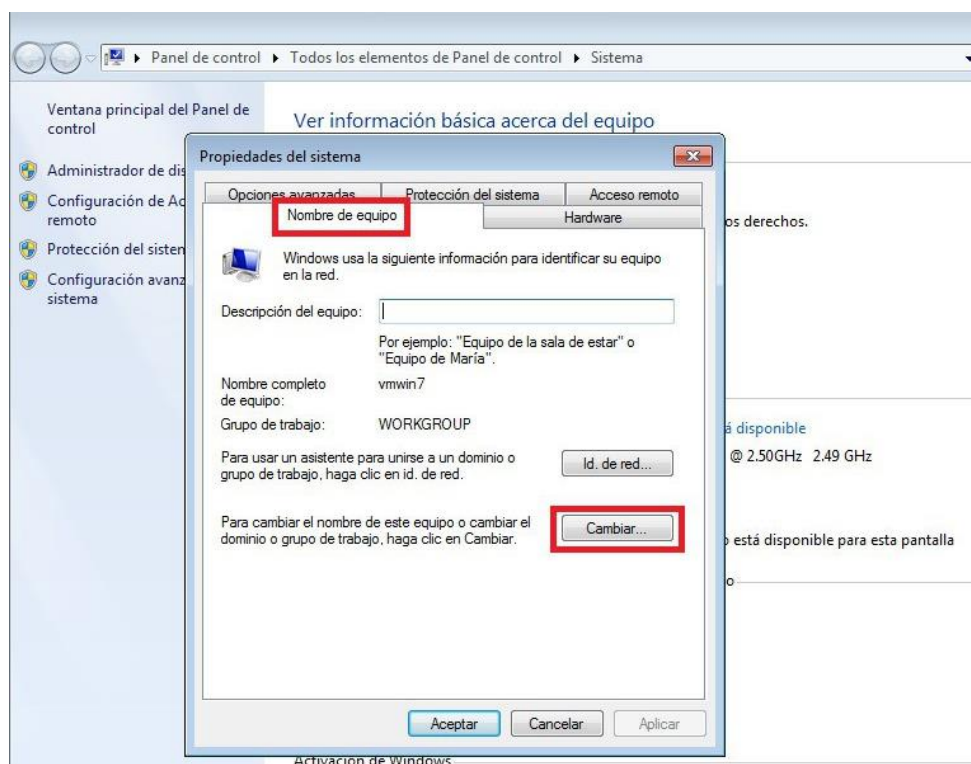 Panel de control ▸ Todos los elementos de Panel de control ▸ Sistema
Ventana principal del Panel de
control
Administrador de dis
Configuración de Ac
remoto
Protección del sisten
Configuración avanz
sistema
Ver información básica acerca del equipo
Propiedades del sistema
Opciones avanzadas
Protección del sistema
Acceso remoto
Nombre de equipo
Hardware
Windows usa la siguiente información para identificar su equipo
en la red.
Descripción del equipo:
Por ejemplo: "Equipo de la sala de estar" o
"Equipo de María".
Nombre completo
de equipo:
vmwin7
Grupo de trabajo:
WORKGROUP
Para usar un asistente para unirse a un dominio o
grupo de trabajo, haga clic en id. de red.
Id. de red...
Para cambiar el nombre de este equipo o cambiar el
dominio o grupo de trabajo, haga clic en Cambiar.
Cambiar...
Aceptar
Cancelar
Aplicar
os derechos.
á disponible
@ 2.50GHz 2.49 GHz
está disponible para esta pantalla
o
Activación de Windows